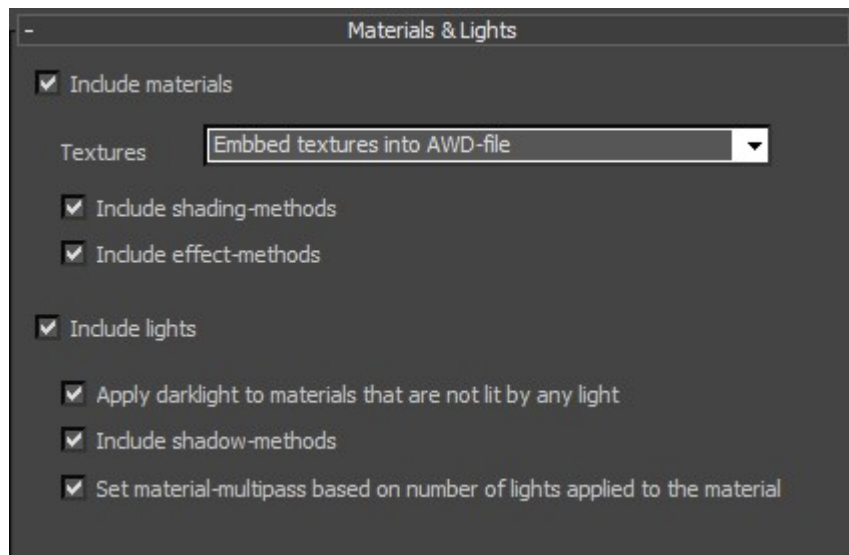 - Materials & Lights
Include materials
Textures Embbed textures into AWD-file
Include shading-methods
Include effect-methods
Include lights
Apply darklight to materials that are not lit by any light
Include shadow-methods
Set material-multipass based on number of lights applied to the material